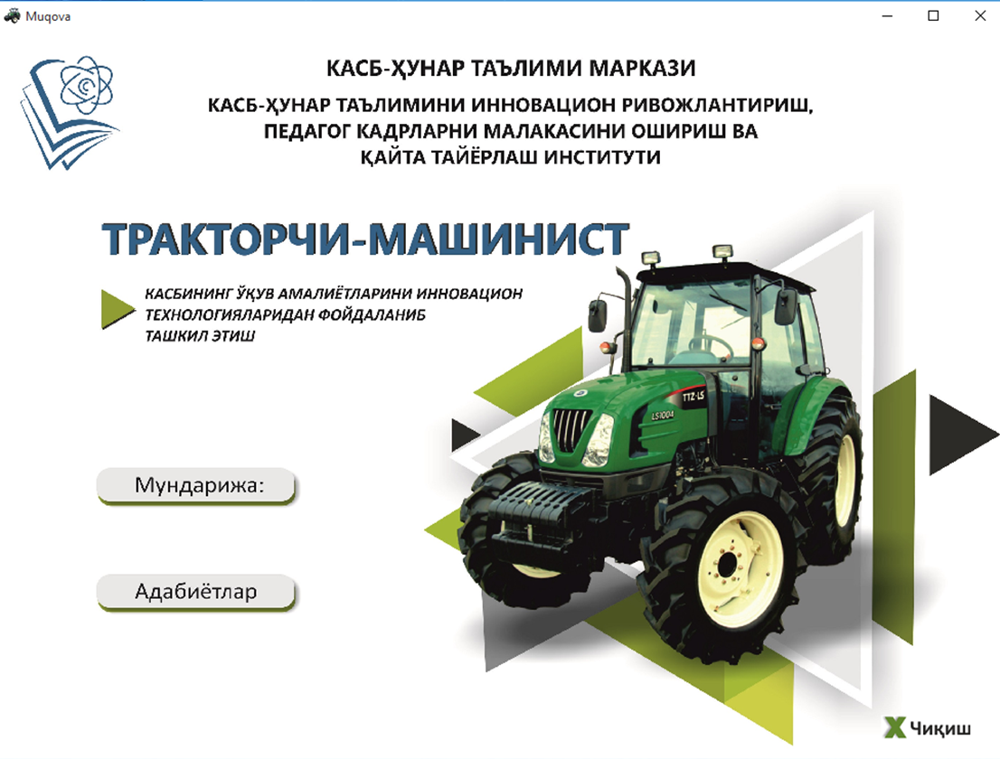 Muqova
КАСБ-ҲУНАР ТАЪЛИМИ МАРКАЗИ
КАСБ-ҲУНАР ТАЪЛИМИНИ ИННОВАЦИОН РИВОЖЛАНТИРИШ,
ПЕДАГОГ КАДРЛАРНИ МАЛАКАСИНИ ОШИРИШ ВА
ҚАЙТА ТАЙЁРЛАШ ИНСТИТУТИ
ТРАКТОРЧИ-МАШИНИСТ
КАСБИНИНГ ЎҚУВ АМАЛИЁТЛАРИНИ ИННОВАЦИОН
ТЕХНОЛОГИЯЛАРИДАН ФОЙДАЛАНИБ
ТАШКИЛ ЭТИШ
TTZ-LS
LS1004
Мундарижа:
Адабиётлар
X Чиқиш